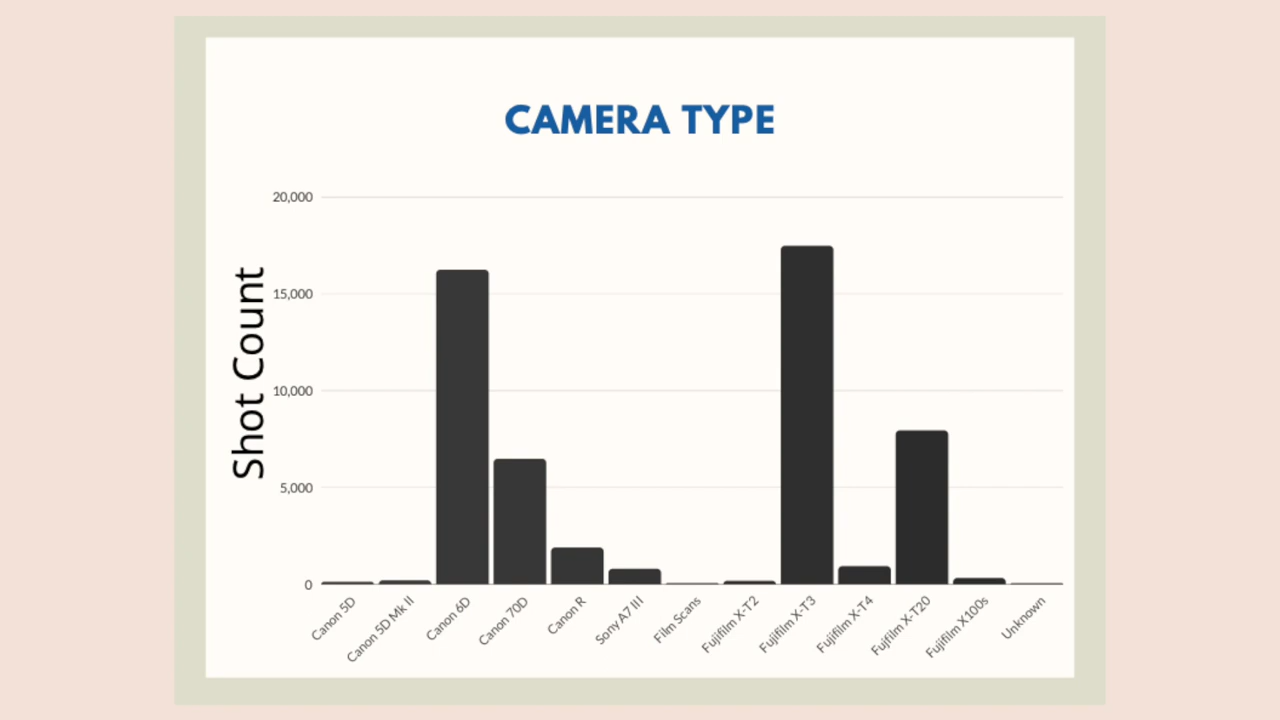 CAMERA TYPE
Shot Count
20,000
15,000
10,000
5,000
0
Canon 5D
Canon 5D Mk II
Canon 6D
Canon 70D
Canon R
Sony A7 III
Film Scans
Fujifilm X-T2
Fujifilm X-T3
Fujifilm X-T4
Fujfilm X-T20
Fujifilm X100s
Unknown